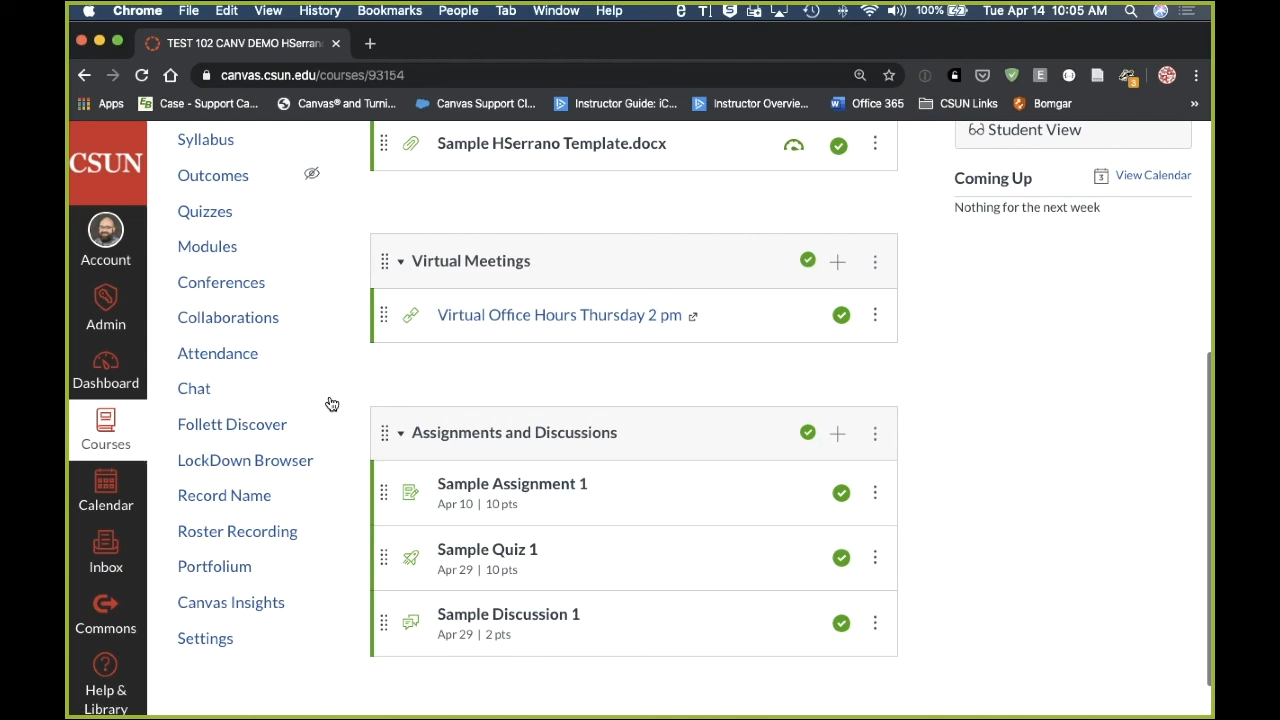 Chrome File Edit View History Bookmarks People Tab Window Help 100% Tue Apr 14 10:05 AM
TEST 102 CANV DEMO HSerran
canvas.csun.edu/courses/93154
Apps Case - Support Ca... Canvas® and Turni... Canvas Support Cl... Instructor Guide: iC... Instructor Overvie... Office 365 CSUN Links Bomgar »
CSUN
Account
Admin
Dashboard
Courses
Calendar
Inbox
Commons
Help &
Library
Syllabus
Outcomes
Quizzes
Modules
Conferences
Collaborations
Attendance
Chat
Follett Discover
LockDown Browser
Record Name
Roster Recording
Portfolium
Canvas Insights
Settings
Sample HSerrano Template.docx
Virtual Meetings
Virtual Office Hours Thursday 2 pm
Assignments and Discussions
Sample Assignment 1
Apr 10 | 10 pts
Sample Quiz 1
Apr 29 | 10 pts
Sample Discussion 1
Apr 29 | 2 pts
Student View
Coming Up
3 View Calendar
Nothing for the next week